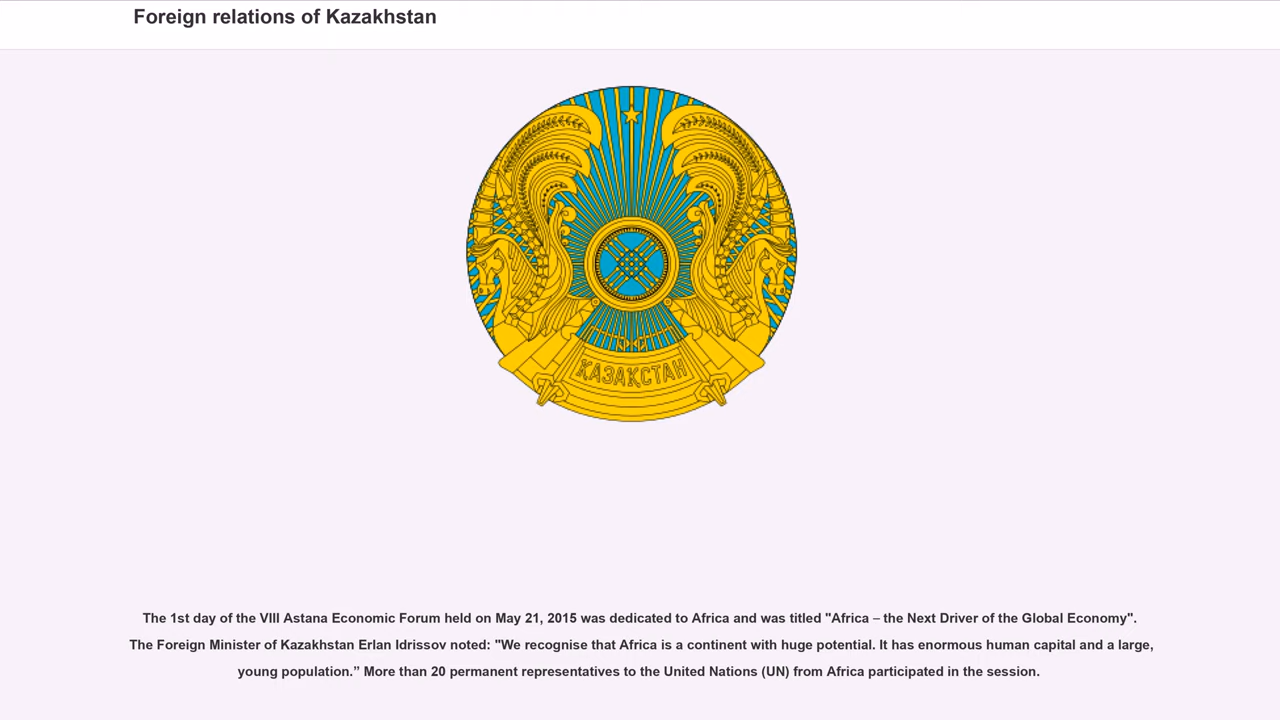 Foreign relations of Kazakhstan
ҚАЗАҚСТАН
The 1st day of the VIII Astana Economic Forum held on May 21, 2015 was dedicated to Africa and was titled "Africa – the Next Driver of the Global Economy".
The Foreign Minister of Kazakhstan Erlan Idrissov noted: "We recognise that Africa is a continent with huge potential. It has enormous human capital and a large,
young population.” More than 20 permanent representatives to the United Nations (UN) from Africa participated in the session.